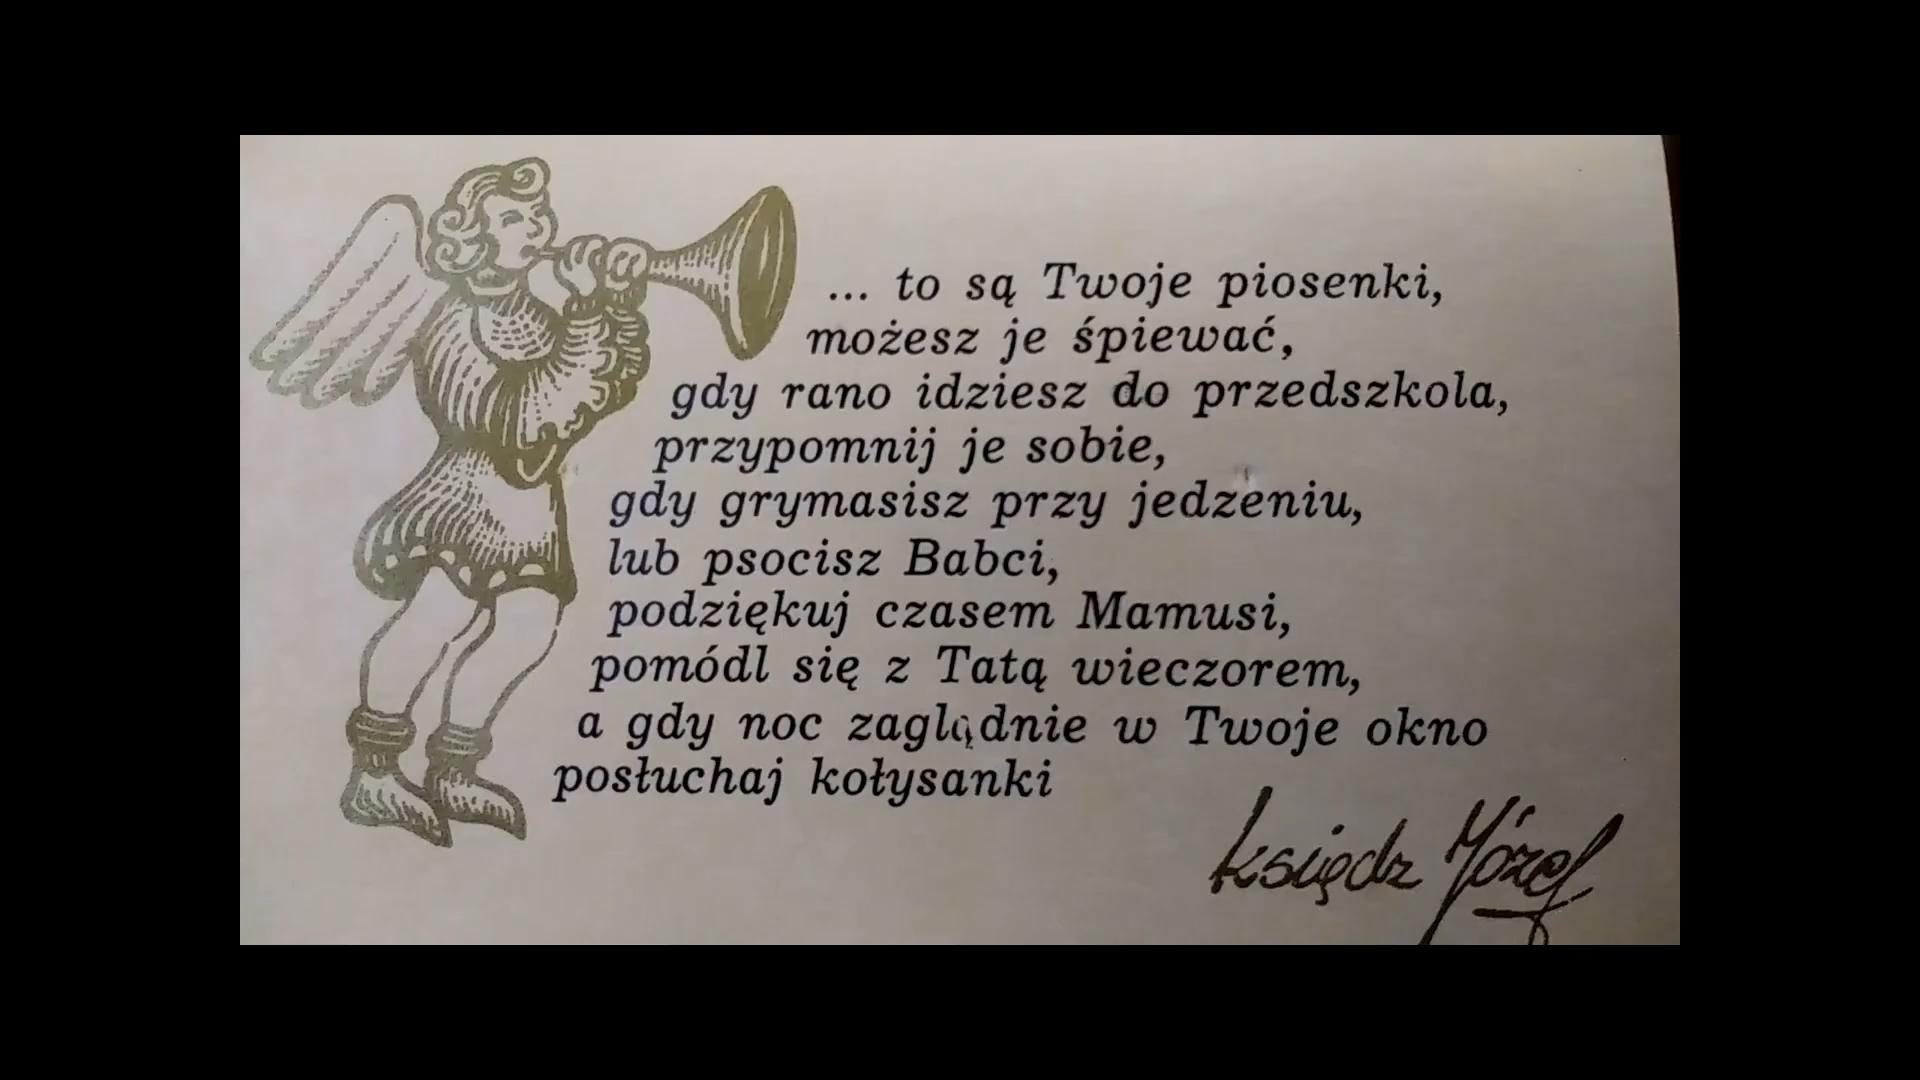 ... to są Twoje piosenki,
możesz je śpiewać,
gdy rano idziesz do przedszkola,
przypomnij je sobie,
gdy grymasisz przy jedzeniu,
lub psocisz Babci,
podziękuj czasem Mamusi,
pomódl się z Tatą wieczorem,
a gdy noc zaglądnie w Twoje okno
posłuchaj kołysanki
ksiądz Józef